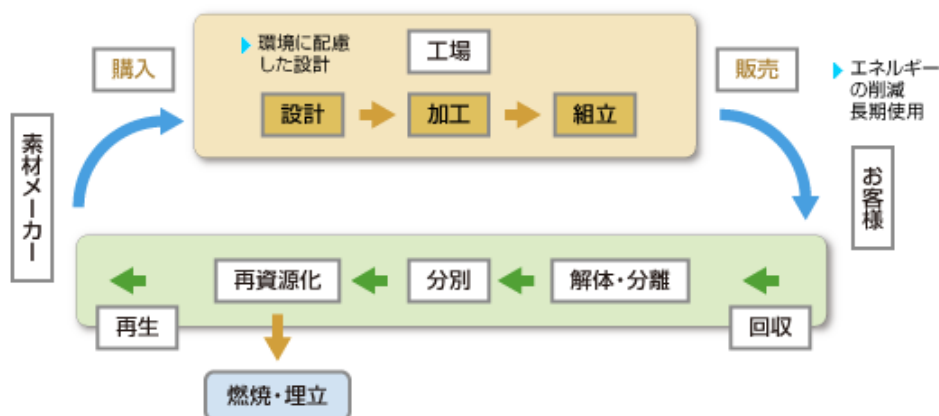 環境に配慮
した設計
工場
購入
販売
エネルギー
の削減
長期使用
設計
加工
組立
素材メーカー
お客様
再資源化
分別
解体・分離
再生
回収
燃焼・埋立